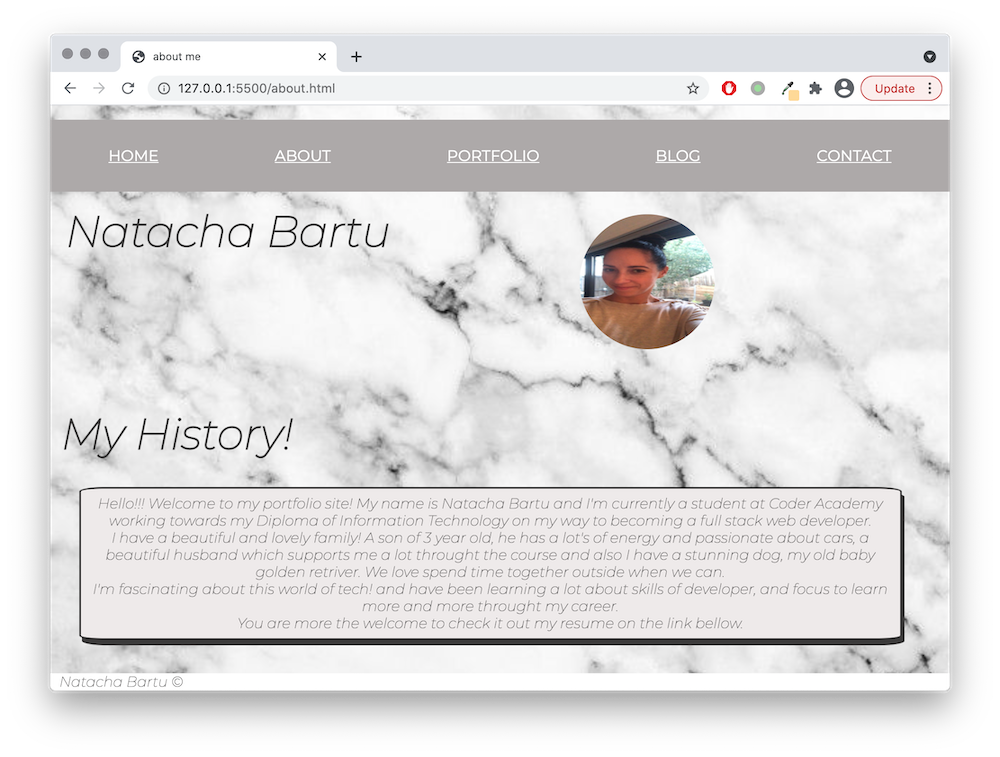 about me
127.0.0.1:5500/about.html
Update
HOME ABOUT PORTFOLIO BLOG CONTACT
Natacha Bartu
My History!
Hello!!! Welcome to my portfolio site! My name is Natacha Bartu and I'm currently a student at Coder Academy
working towards my Diploma of Information Technology on my way to becoming a full stack web developer.
I have a beautiful and lovely family! A son of 3 year old, he has a lot's of energy and passionate about cars, a
beautiful husband which supports me a lot throught the course and also I have a stunning dog, my old baby
golden retriver. We love spend time together outside when we can.
I'm fascinating about this world of tech! and have been learning a lot about skills of developer, and focus to learn
more and more throught my career.
You are more the welcome to check it out my resume on the link bellow.
Natacha Bartu ©